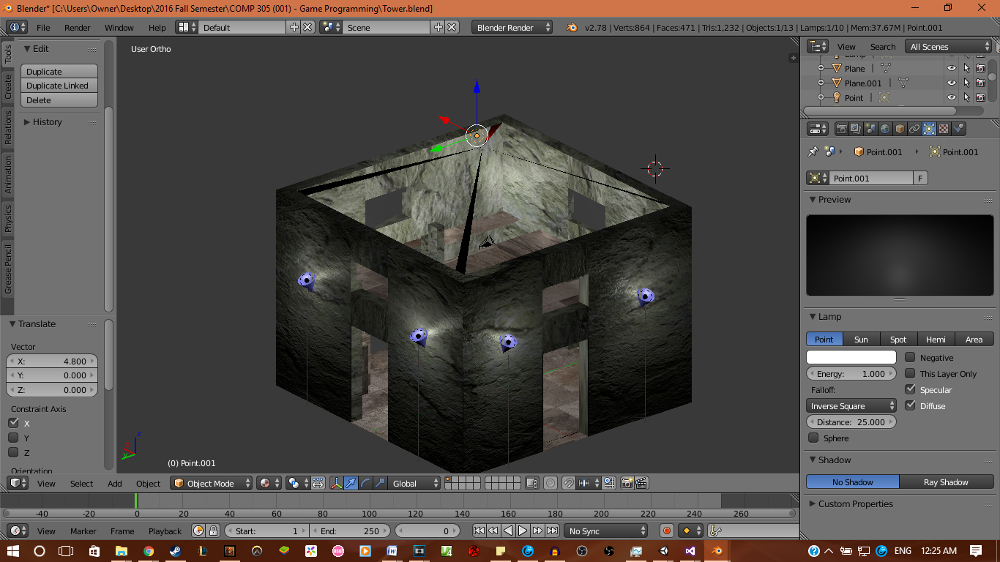 Blender* [C:\Users\Owner\Desktop\2016 Fall Semester\COMP 305 (001) - Game Programming\Tower.blend]
File Render Window Help Default Scene Blender Render v2.78 | Verts:864 | Faces:471 | Tris:1,232 | Objects:1/13 | Lamps:1/10 | Mem:37.67M | Point.001
Tools
Create
Relations
Animation
Physics
Grease Pencil
Edit
Duplicate
Duplicate Linked
Delete
History
Translate
Vector
X: 4.800
Y: 0.000
Z: 0.000
Constraint Axis
X
Y
Z
Orientation
User Ortho
(0) Point.001
View Select Add Object Object Mode Global
-40 -20 0 20 40 60 80 100 120 140 160 180 200 220 240 260
View Marker Frame Playback Start: 1 End: 250 0 No Sync
View Search All Scenes
Lamp
Plane
Plane.001
Point
Point.001 Point.001
Point.001 F
Preview
Lamp
Point Sun Spot Hemi Area
Negative
Energy: 1.000 This Layer Only
Falloff: Specular
Inverse Square Diffuse
Distance: 25.000
Sphere
Shadow
No Shadow Ray Shadow
Custom Properties
ENG 12:25 AM